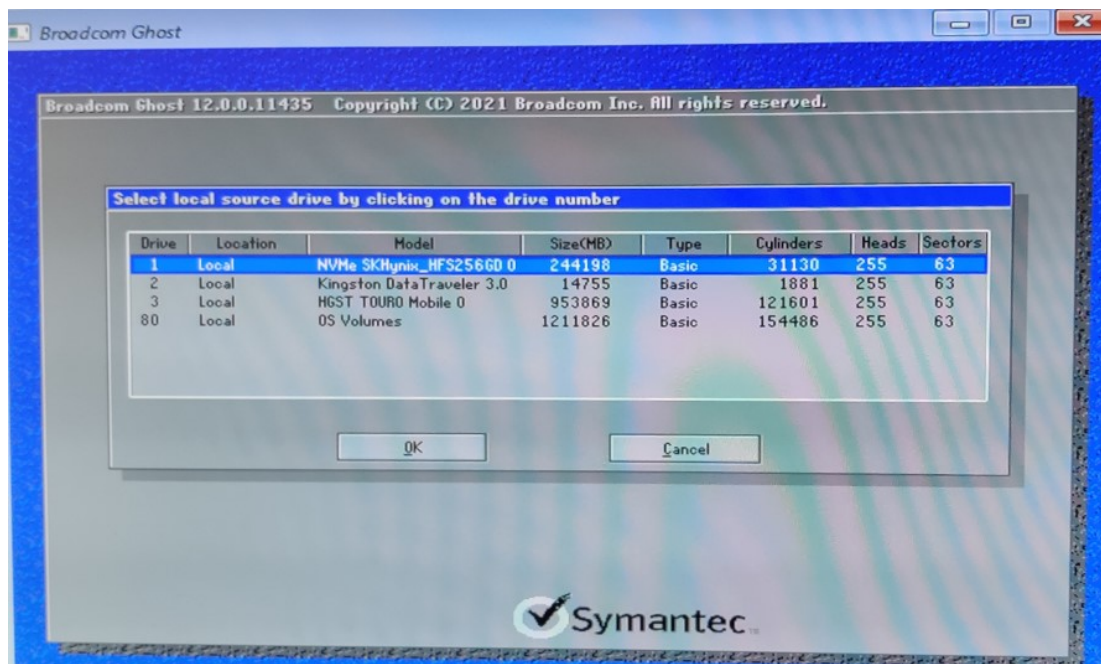 Broadcom Ghost
Broadcom Ghost 12.0.0.11435 Copyright (C) 2021 Broadcom Inc. All rights reserved.
Select local source drive by clicking on the drive number
Drive Location Model Size(MB) Type Cylinders Heads Sectors
1 Local NVMe SKHynix_HFS256GD 0 244198 Basic 31130 255 63
2 Local Kingston DataTraveler 3.0 14755 Basic 1881 255 63
3 Local HGST TOURO Mobile 0 953869 Basic 121601 255 63
80 Local OS Volumes 1211826 Basic 154486 255 63
OK Cancel
Symantec™